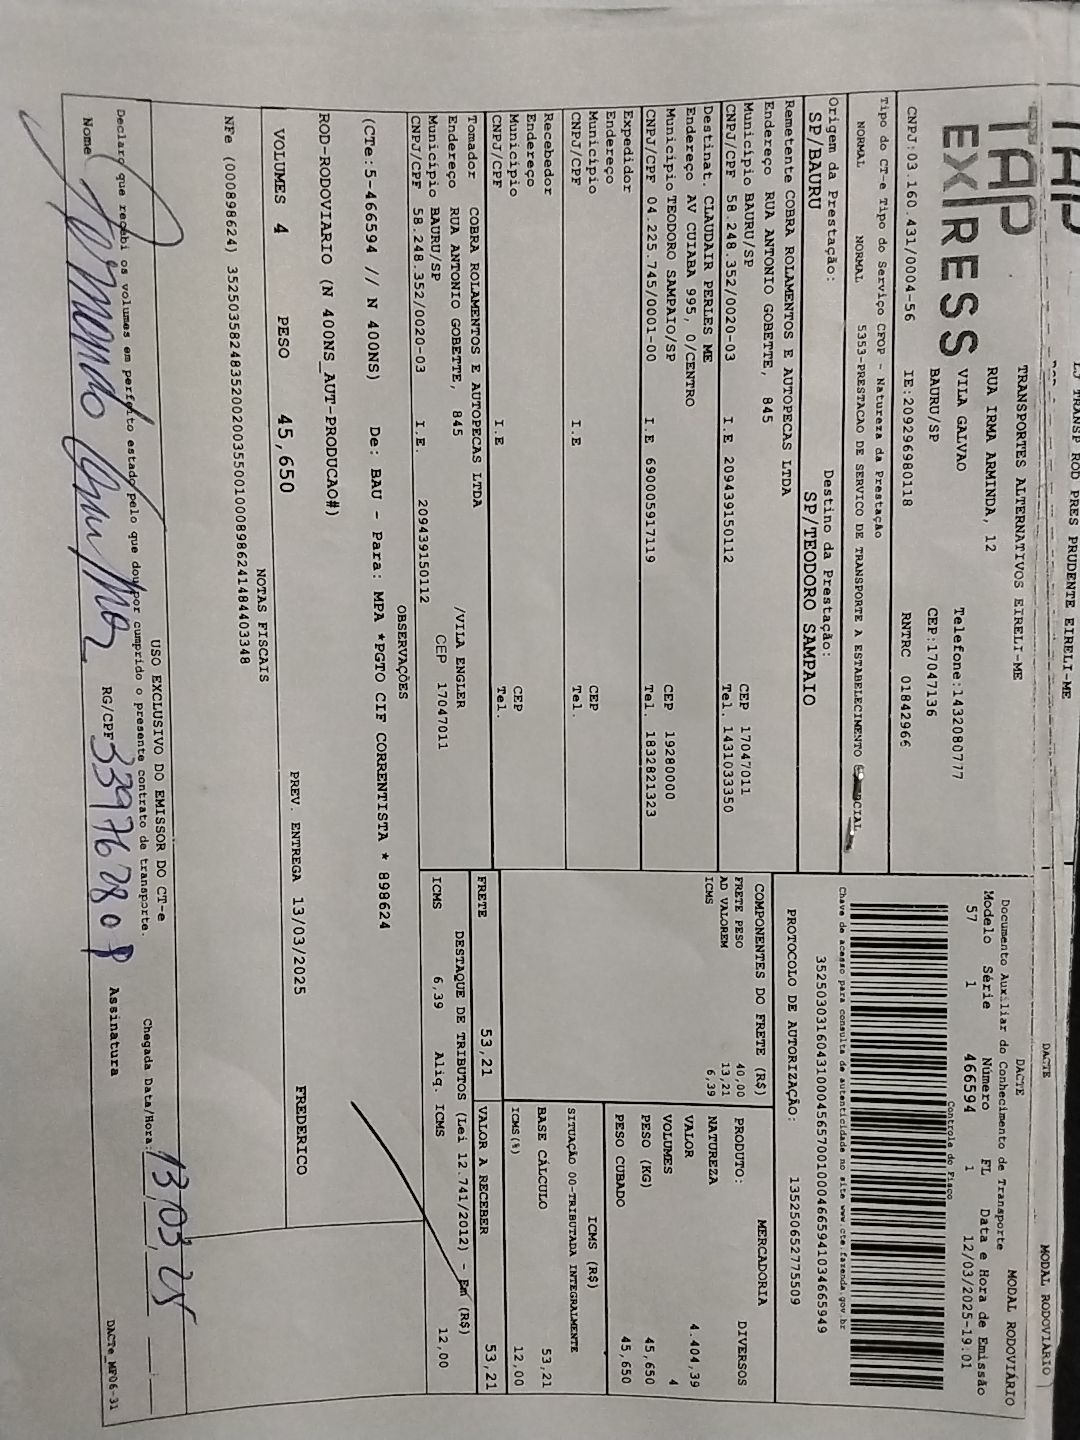 LJ TRANSP ROD PRES PRUDENTE EIRELI-ME
DACTE
MODAL RODOVIÁRIO
TAP
EXPRESS
TRANSPORTES ALTERNATIVOS EIRELI-ME
RUA IRMA ARMINDA, 12
VILA GALVAO
BAURU/SP
Telefone:1432080777
CEP:17047136
CNPJ:03.160.431/0004-56
IE:209296980118
RNTRC 01842966
DACTE
MODAL RODOVIÁRIO
Documento Auxiliar do Conhecimento de Transporte
Modelo Série Número FL Data e Hora de Emissão
57 1 466594 1 12/03/2025-19:01
Controle do Fisco
Chave de acesso para consulta de autenticidade no site www.cte.fazenda.gov.br
35250303160431000456570010004665941034665949
PROTOCOLO DE AUTORIZAÇÃO: 135250652775509
Tipo do CT-e Tipo do Serviço CFOP - Natureza da Prestação
NORMAL NORMAL 5353-PRESTACAO DE SERVICO DE TRANSPORTE A ESTABELECIMENTO
Origem da Prestação: Destino da Prestação:
SP/BAURU SP/TEODORO SAMPAIO
Remetente COBRA ROLAMENTOS E AUTOPECAS LTDA
Endereço RUA ANTONIO GOBETTE, 845
Município BAURU/SP CEP 17047011
CNPJ/CPF 58.248.352/0020-03 I.E 209439150112 Tel. 1431033350
Destinat. CLAUDAIR PERLES ME
Endereço AV CUIABA 995, 0/CENTRO
Município TEODORO SAMPAIO/SP CEP 19280000
CNPJ/CPF 04.225.745/0001-00 I.E 690005917119 Tel. 1832821323
Expedidor
Endereço
Município CEP
CNPJ/CPF I.E Tel.
Recebedor
Endereço
Município CEP
CNPJ/CPF I.E Tel.
Tomador COBRA ROLAMENTOS E AUTOPECAS LTDA
Endereço RUA ANTONIO GOBETTE, 845 /VILA ENGLER
Município BAURU/SP CEP 17047011
CNPJ/CPF 58.248.352/0020-03 I.E. 209439150112
COMPONENTES DO FRETE (R$)
FRETE PESO 40,00
AD VALOREM 13,21
ICMS 6,39
MERCADORIA
PRODUTO: DIVERSOS
NATUREZA
VALOR 4.404,39
VOLUMES 4
PESO (KG) 45,650
PESO CUBADO 45,650
ICMS (R$)
SITUAÇÃO 00-TRIBUTADA INTEGRALMENTE
BASE CÁLCULO 53,21
ICMS(%) 12,00
FRETE 53,21
VALOR A RECEBER 53,21
DESTAQUE DE TRIBUTOS (Lei 12.741/2012) - Em (R$)
ICMS 6,39 Aliq. ICMS 12,00
OBSERVAÇÕES
(CTe:5-466594 // N 400NS) De: BAU - Para: MPA *PGTO CIF CORRENTISTA * 898624
ROD-RODOVIARIO (N 400NS_AUT-PRODUCAO#)
VOLUMES 4 PESO 45,650 PREV. ENTREGA 13/03/2025 FREDERICO
NOTAS FISCAIS
NFe (000898624) 35250358248352002003550010008986241484403348
USO EXCLUSIVO DO EMISSOR DO CT-e
Declaro que recebi os volumes em perfeito estado pelo que dou por cumprido o presente contrato de transporte.
Chegada Data/Hora: 13/03/25
Nome RG/CPF Assinatura
DACTe_MF06-31